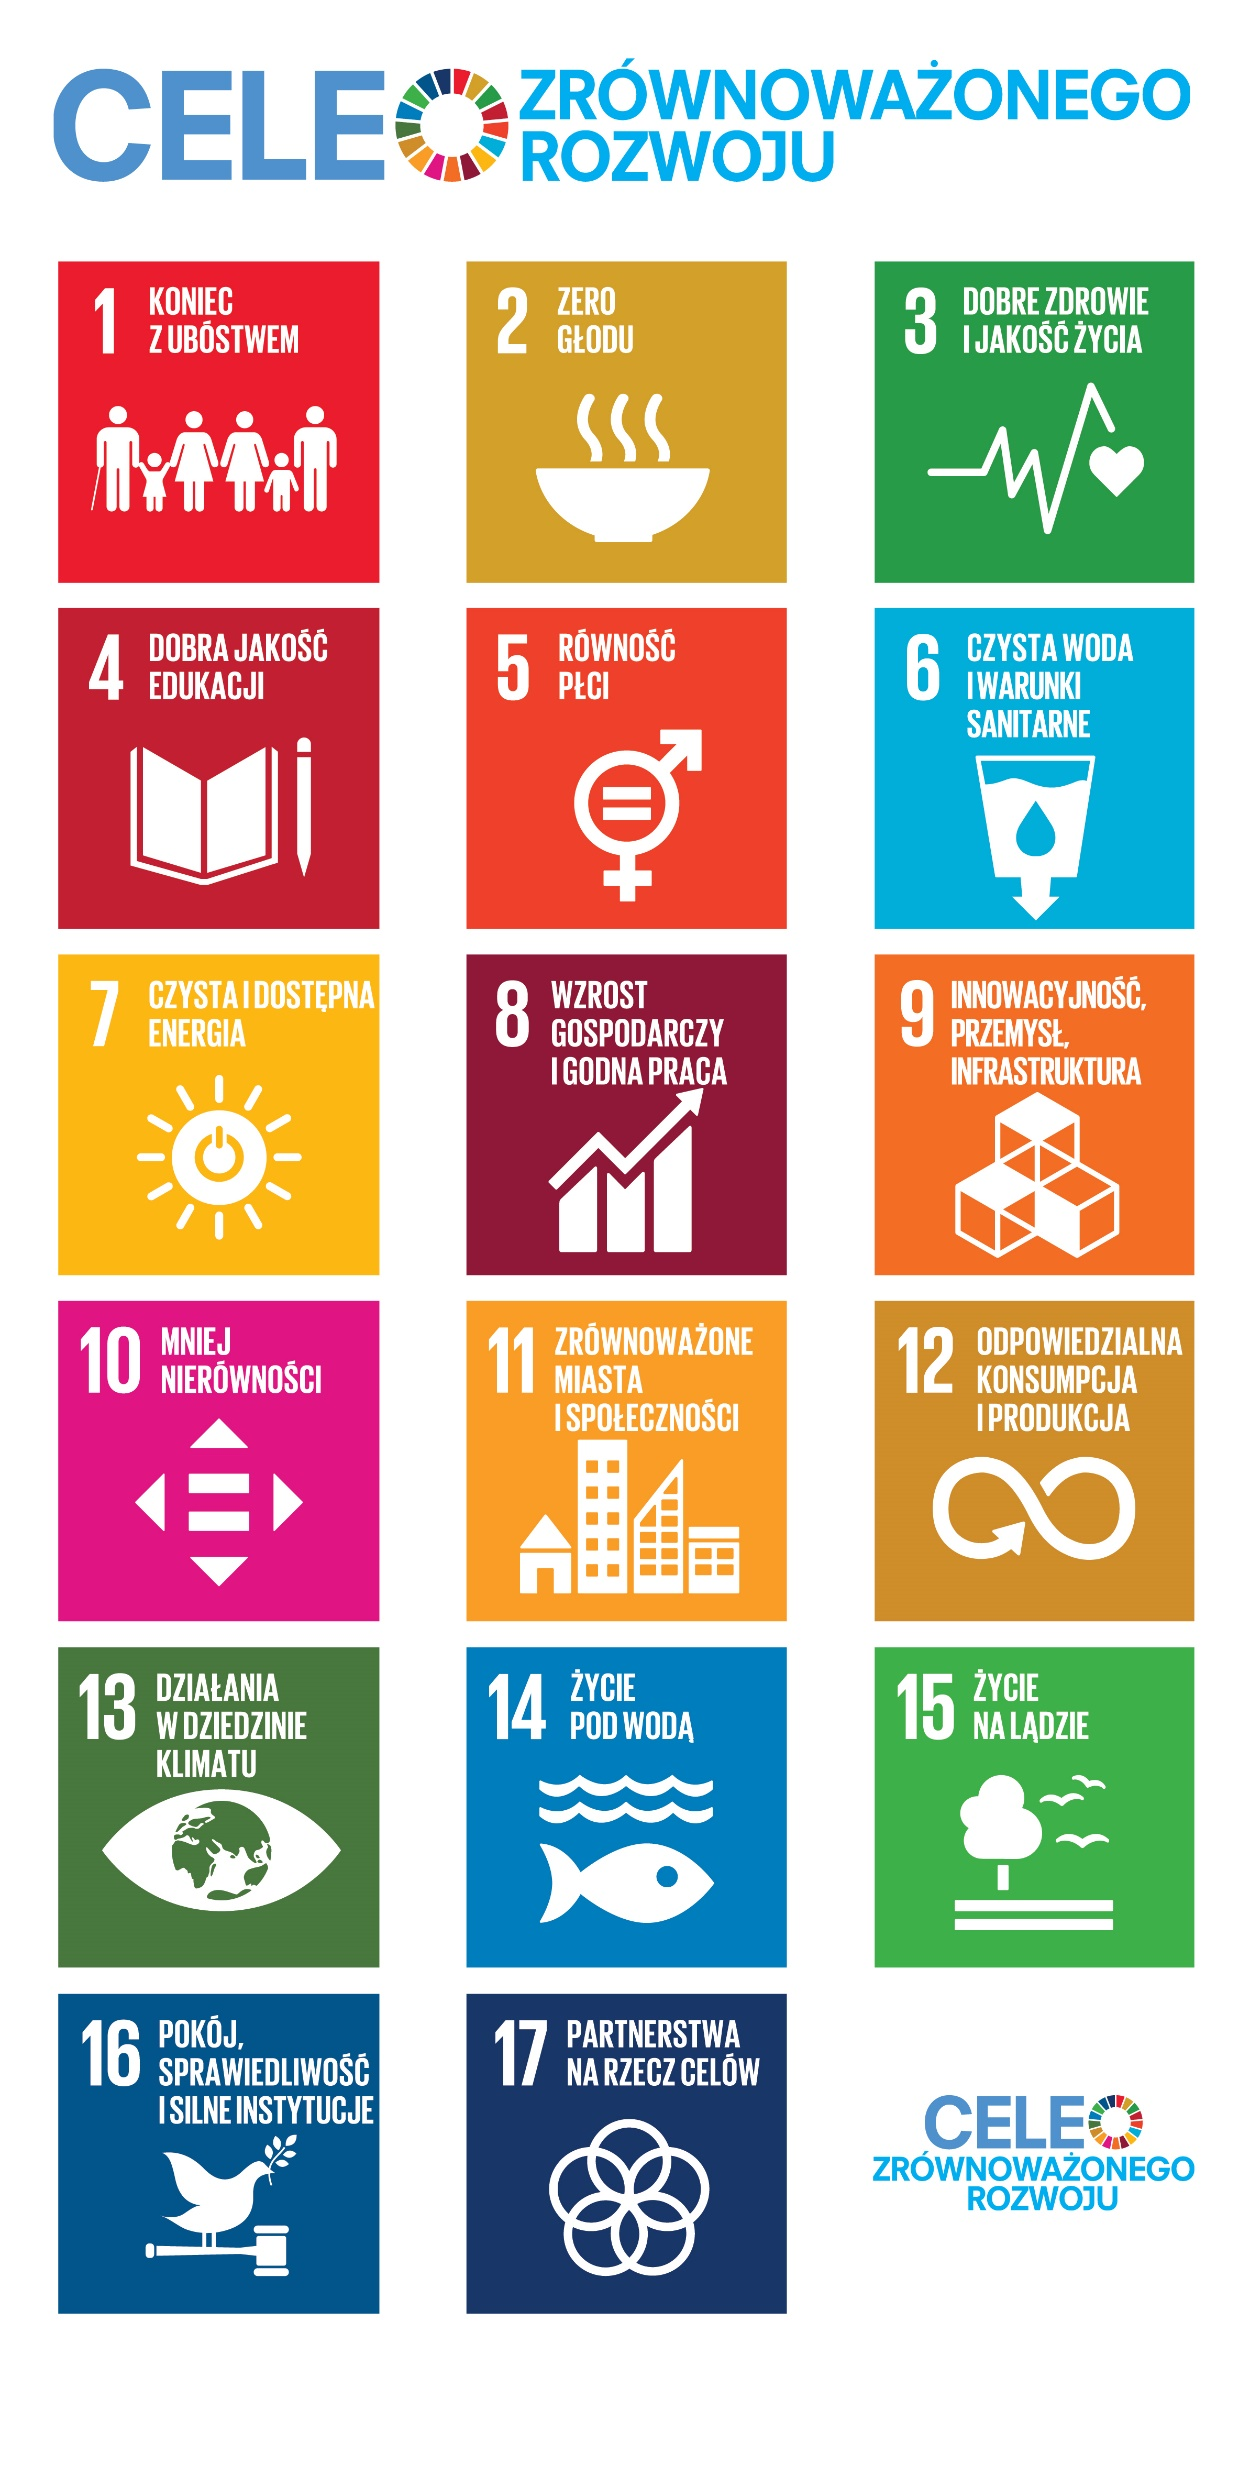 CELE ZRÓWNOWAŻONEGO
ROZWOJU
1 KONIEC
Z UBÓSTWEM
2 ZERO
GŁODU
3 DOBRE ZDROWIE
I JAKOŚĆ ŻYCIA
4 DOBRA JAKOŚĆ
EDUKACJI
5 RÓWNOŚĆ
PŁCI
6 CZYSTA WODA
I WARUNKI
SANITARNE
7 CZYSTA I DOSTĘPNA
ENERGIA
8 WZROST
GOSPODARCZY
I GODNA PRACA
9 INNOWACYJNOŚĆ,
PRZEMYSŁ,
INFRASTRUKTURA
10 MNIEJ
NIERÓWNOŚCI
11 ZRÓWNOWAŻONE
MIASTA
I SPOŁECZNOŚCI
12 ODPOWIEDZIALNA
KONSUMPCJA
I PRODUKCJA
13 DZIAŁANIA
W DZIEDZINIE
KLIMATU
14 ŻYCIE
POD WODĄ
15 ŻYCIE
NA LĄDZIE
16 POKÓJ,
SPRAWIEDLIWOŚĆ
I SILNE INSTYTUCJE
17 PARTNERSTWA
NA RZECZ CELÓW
CELE
ZRÓWNOWAŻONEGO
ROZWOJU